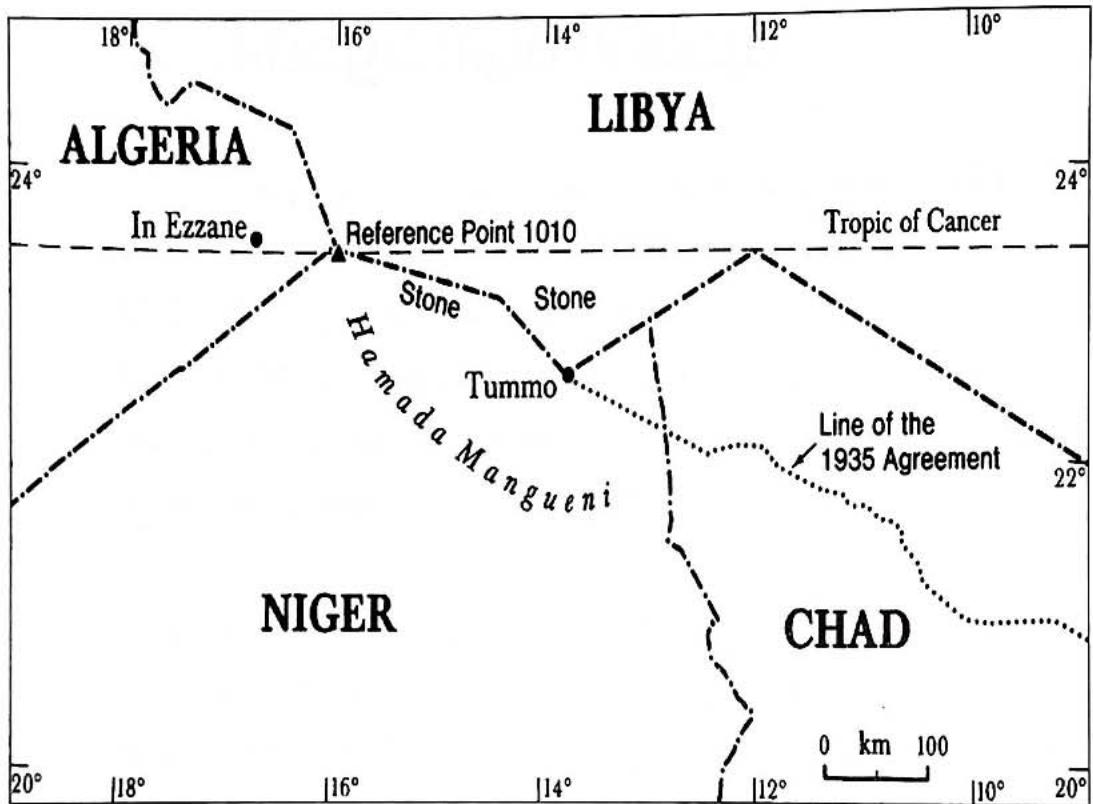 18° 16° 14° 12° 10°
LIBYA
ALGERIA
24° 24°
In Ezzane
Reference Point 1010
Tropic of Cancer
Stone Stone
Hamada Mangueni
Tummo
Line of the
1935 Agreement
22°
NIGER
CHAD
0 km 100
20° 18° 16° 14° 12° 10° 20°